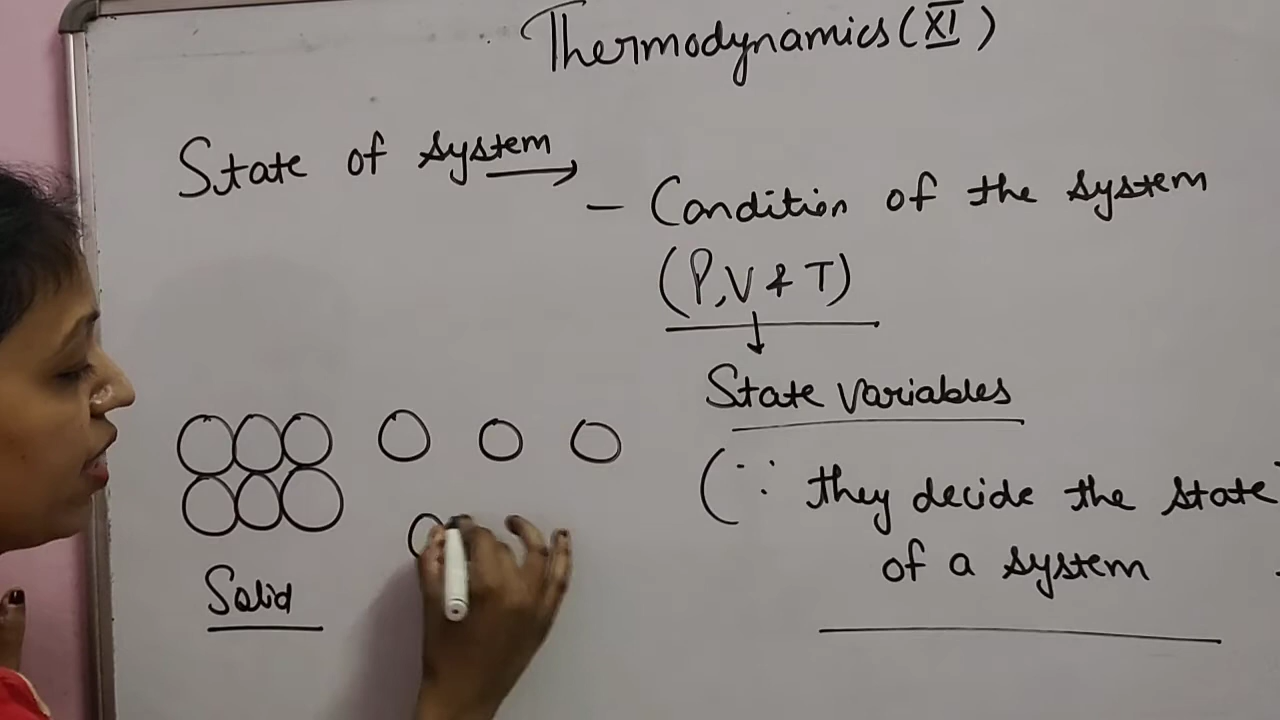 Thermodynamics (XI)
State of system →
- Condition of the system
(P, V & T)
↓
State variables
(∵ they decide the state
of a system
Solid